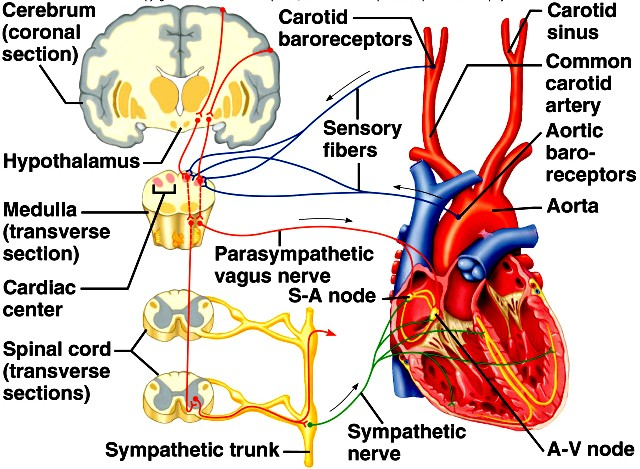 Cerebrum
(coronal
section)
Carotid
baroreceptors
Carotid
sinus
Common
carotid
artery
Sensory
fibers
Aortic
baro-
receptors
Hypothalamus
Medulla
(transverse
section)
Aorta
Parasympathetic
vagus nerve
Cardiac
center
S-A node
Spinal cord
(transverse
sections)
Sympathetic trunk
Sympathetic
nerve
A-V node